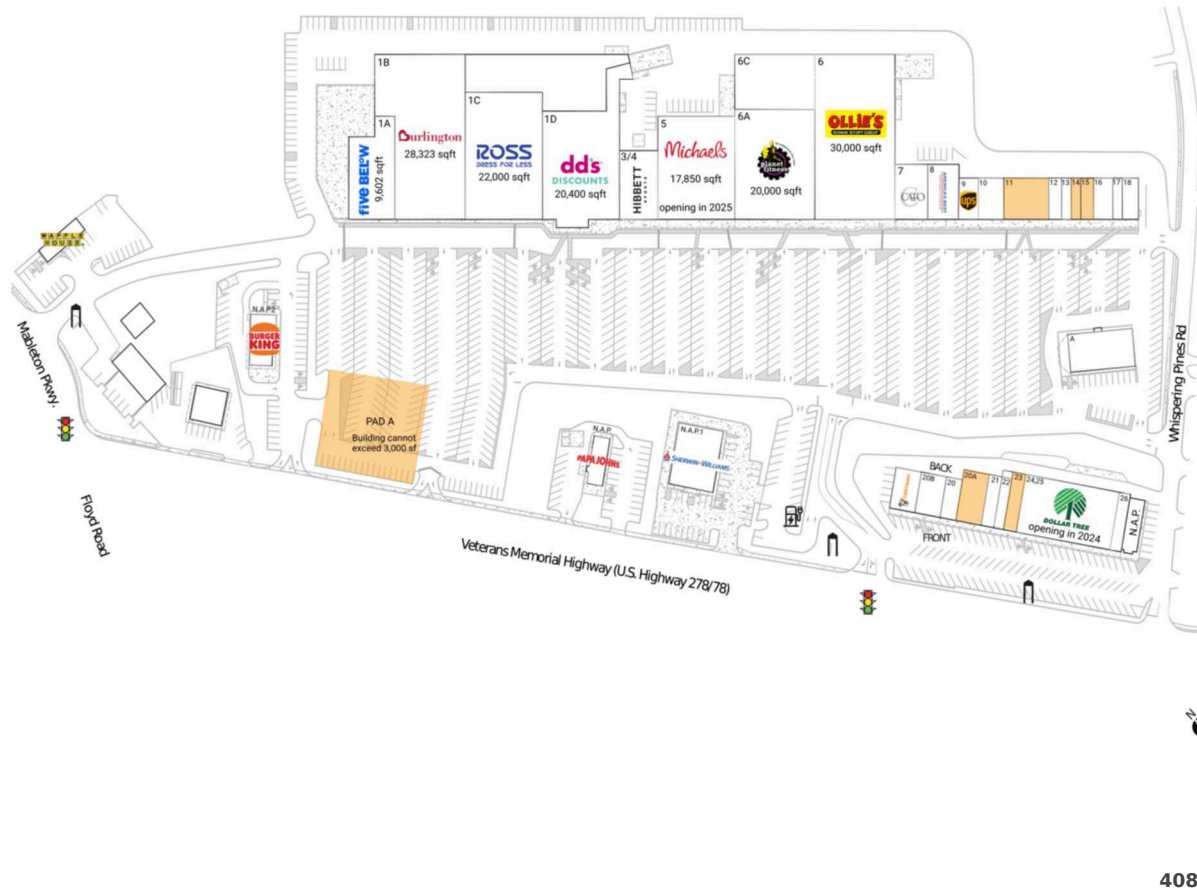 1B
6C
6
1C
1A
1D
Burlington
28,323 sqft
five BEL°W
9,602 sqft
ROSS
DRESS FOR LESS
22,000 sqft
dd's
DISCOUNTS
20,400 sqft
3/4
HIBBETT
SPORTS
5
Michaels
17,850 sqft
opening in 2025
6A
planet
fitness
20,000 sqft
OLLIE'S
30,000 sqft
7
CATO
8
9
ups
10
11
12
13
14
15
16
17
18
WAFFLE
HOUSE
N.A.P.2
BURGER
KING
A
Mableton Pkwy.
Whispering Pines Rd
PAD A
Building cannot
exceed 3,000 sf
N.A.P.
PAPA JOHNS
N.A.P.1
SHERWIN-WILLIAMS
BACK
20B
20
20A
21
22
23
24,25
26
N.A.P.
DOLLAR TREE
opening in 2024
FRONT
Floyd Road
Veterans Memorial Highway (U.S. Highway 278/78)
N
408